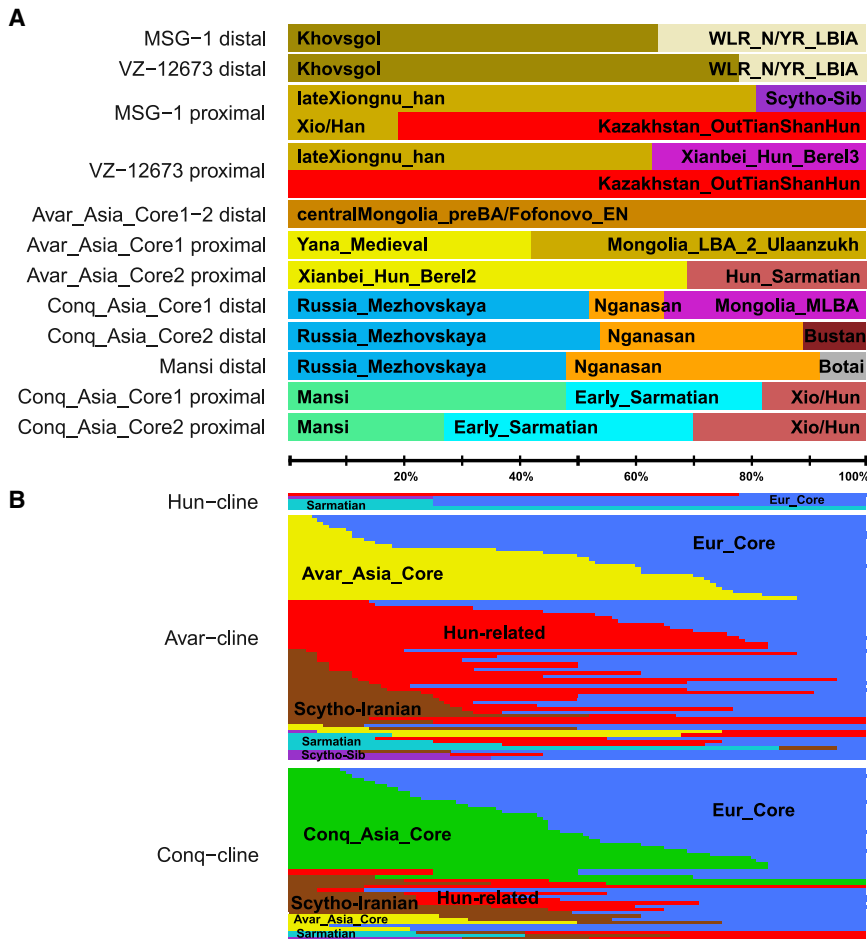 A
MSG-1 distal
Khovsgol WLR_N/YR_LBIA
VZ-12673 distal
Khovsgol WLR_N/YR_LBIA
MSG-1 proximal
lateXiongnu_han Scytho-Sib
Xio/Han Kazakhstan_OutTianShanHun
VZ-12673 proximal
lateXiongnu_han Xianbei_Hun_Berel3
Kazakhstan_OutTianShanHun
Avar_Asia_Core1-2 distal
centralMongolia_preBA/Fofonovo_EN
Avar_Asia_Core1 proximal
Yana_Medieval Mongolia_LBA_2_Ulaanzukh
Avar_Asia_Core2 proximal
Xianbei_Hun_Berel2 Hun_Sarmatian
Conq_Asia_Core1 distal
Russia_Mezhovskaya Nganasan Mongolia_MLBA
Conq_Asia_Core2 distal
Russia_Mezhovskaya Nganasan Bustan
Mansi distal
Russia_Mezhovskaya Nganasan Botai
Conq_Asia_Core1 proximal
Mansi Early_Sarmatian Xio/Hun
Conq_Asia_Core2 proximal
Mansi Early_Sarmatian Xio/Hun
20% 40% 60% 80% 100%
B
Hun-cline
Sarmatian Eur_Core
Avar-cline
Eur_Core
Avar_Asia_Core
Hun-related
Scytho-Iranian
Sarmatian
Scytho-Sib
Conq-cline
Eur_Core
Conq_Asia_Core
Scytho-Iranian Hun-related
Avar_Asia_Core
Sarmatian